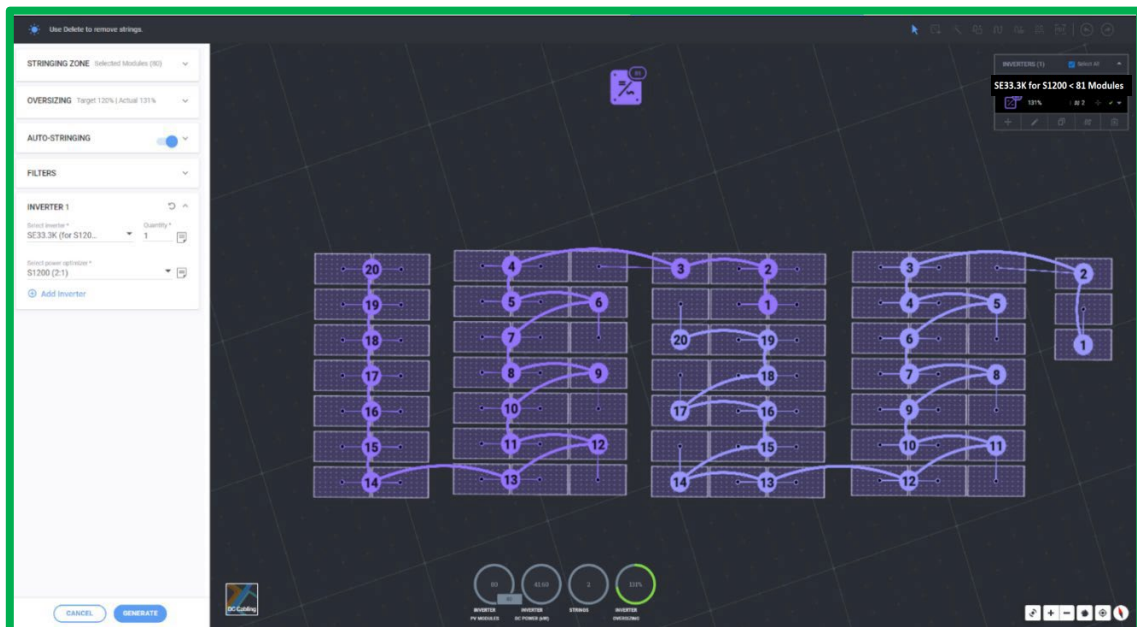 Use Delete to remove strings.
STRINGING ZONE Selected Modules (80)
OVERSIZING Target 120% | Actual 131%
AUTO-STRINGING
FILTERS
INVERTER 1
Select inverter * Quantity *
SE33.3K (for S120... 1
Select power optimizer *
S1200 (2:1)
Add Inverter
CANCEL GENERATE
INVERTERS (1) Select All
SE33.3K for S1200 < 81 Modules
131% 2
20 4 3 2 3 2
19 5 6 1 4 5
18 7 20 19 6 1
17 8 9 18 7 8
16 10 17 16 9
15 11 12 15 10 11
14 13 14 13 12
DC Cabling
2 131%
INVERTER INVERTER STRINGS INVERTER
PV MODULES DC POWER (kW) OVERSIZING